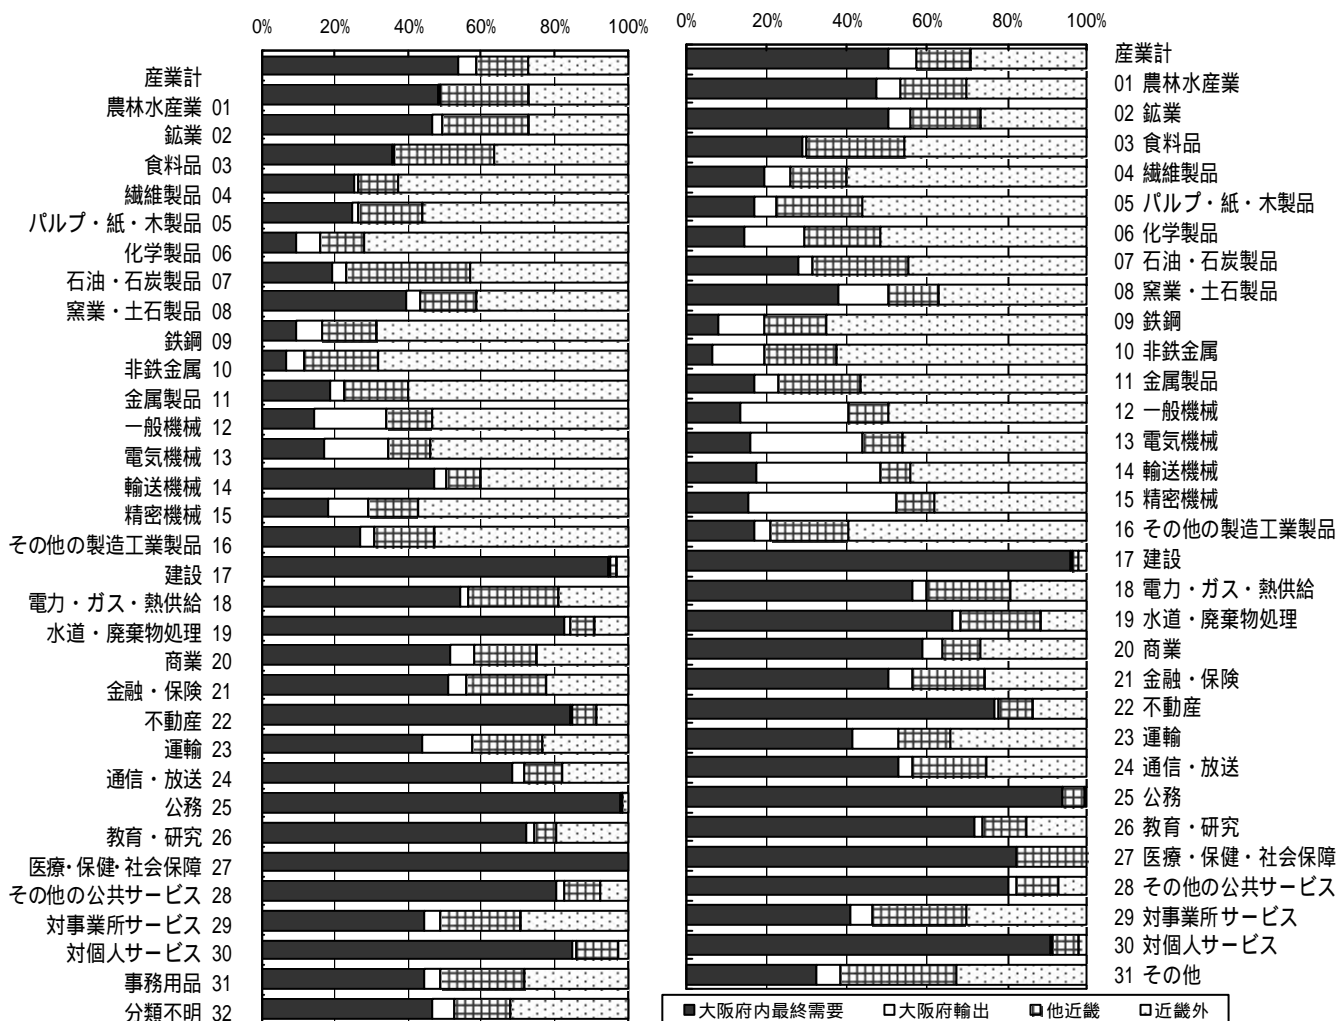 0% 20% 40% 60% 80% 100%
産業計
農林水産業 01
鉱業 02
食料品 03
繊維製品 04
パルプ・紙・木製品 05
化学製品 06
石油・石炭製品 07
窯業・土石製品 08
鉄鋼 09
非鉄金属 10
金属製品 11
一般機械 12
電気機械 13
輸送機械 14
精密機械 15
その他の製造工業製品 16
建設 17
電力・ガス・熱供給 18
水道・廃棄物処理 19
商業 20
金融・保険 21
不動産 22
運輸 23
通信・放送 24
公務 25
教育・研究 26
医療・保健・社会保障 27
その他の公共サービス 28
対事業所サービス 29
対個人サービス 30
事務用品 31
分類不明 32
0% 20% 40% 60% 80% 100%
産業計
01 農林水産業
02 鉱業
03 食料品
04 繊維製品
05 パルプ・紙・木製品
06 化学製品
07 石油・石炭製品
08 窯業・土石製品
09 鉄鋼
10 非鉄金属
11 金属製品
12 一般機械
13 電気機械
14 輸送機械
15 精密機械
16 その他の製造工業製品
17 建設
18 電力・ガス・熱供給
19 水道・廃棄物処理
20 商業
21 金融・保険
22 不動産
23 運輸
24 通信・放送
25 公務
26 教育・研究
27 医療・保健・社会保障
28 その他の公共サービス
29 対事業所サービス
30 対個人サービス
31 その他
大阪府内最終需要 大阪府輸出 他近畿 近畿外